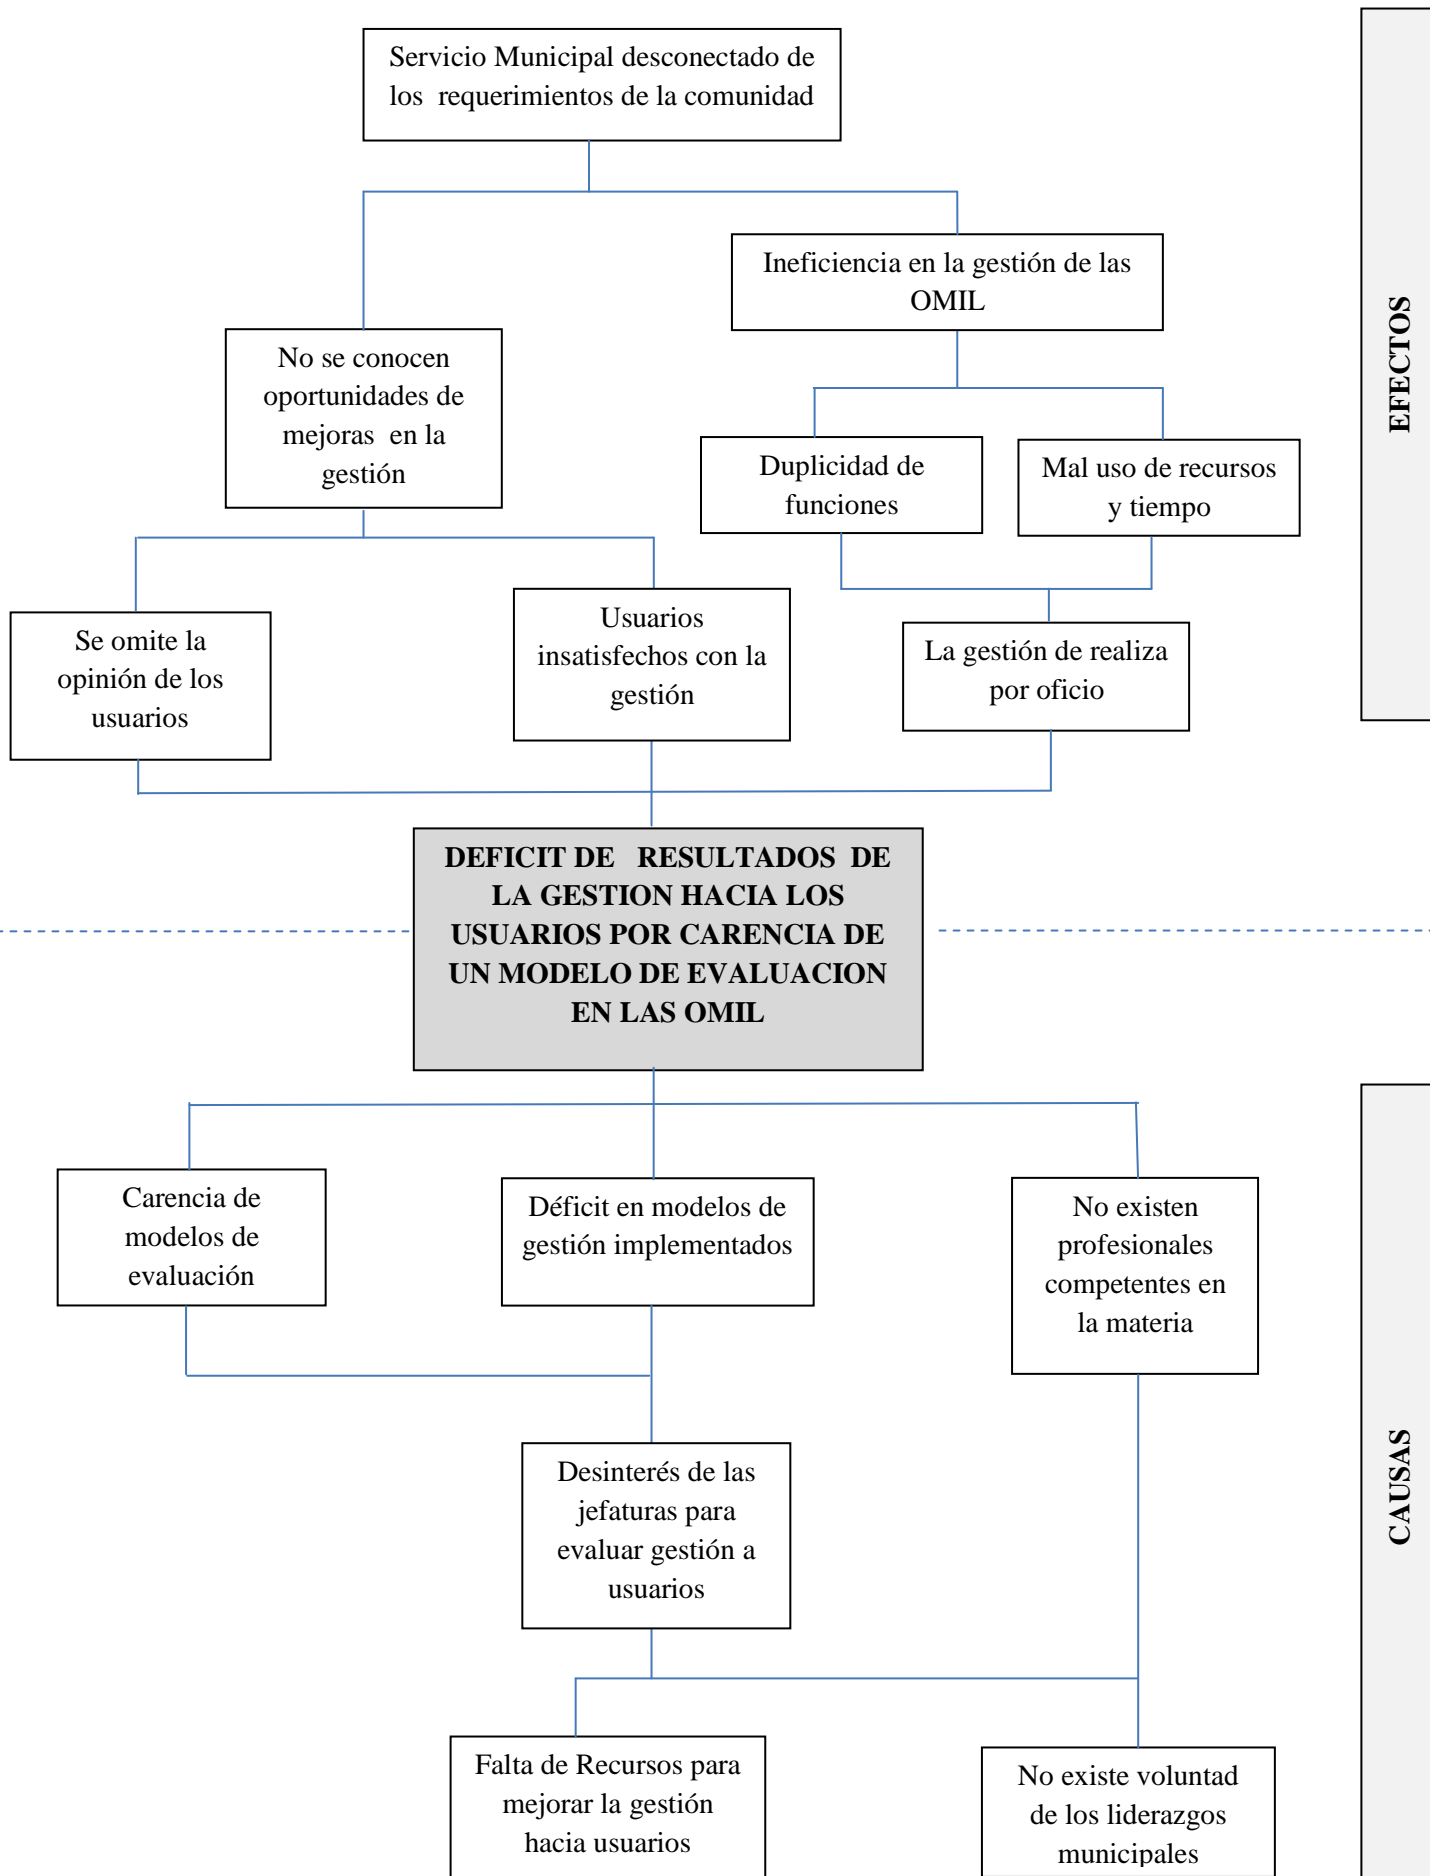 Servicio Municipal desconectado de
los requerimientos de la comunidad
Ineficiencia en la gestión de las
OMIL
No se conocen
oportunidades de
mejoras en la
gestión
Duplicidad de
funciones
Mal uso de recursos
y tiempo
Se omite la
opinión de los
usuarios
Usuarios
insatisfechos con la
gestión
La gestión de realiza
por oficio
EFECTOS
DEFICIT DE RESULTADOS DE
LA GESTION HACIA LOS
USUARIOS POR CARENCIA DE
UN MODELO DE EVALUACION
EN LAS OMIL
Carencia de
modelos de
evaluación
Déficit en modelos de
gestión implementados
No existen
profesionales
competentes en
la materia
Desinterés de las
jefaturas para
evaluar gestión a
usuarios
Falta de Recursos para
mejorar la gestión
hacia usuarios
No existe voluntad
de los liderazgos
municipales
CAUSAS